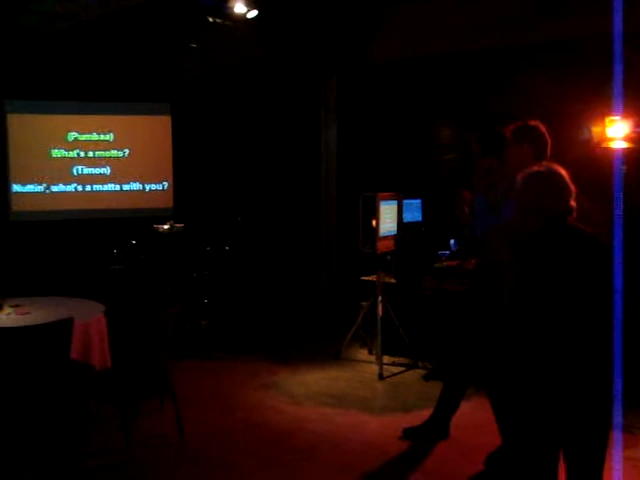 (Pumbaa)
What's a motto?
(Timon)
Nuttin', what's a matta with you?